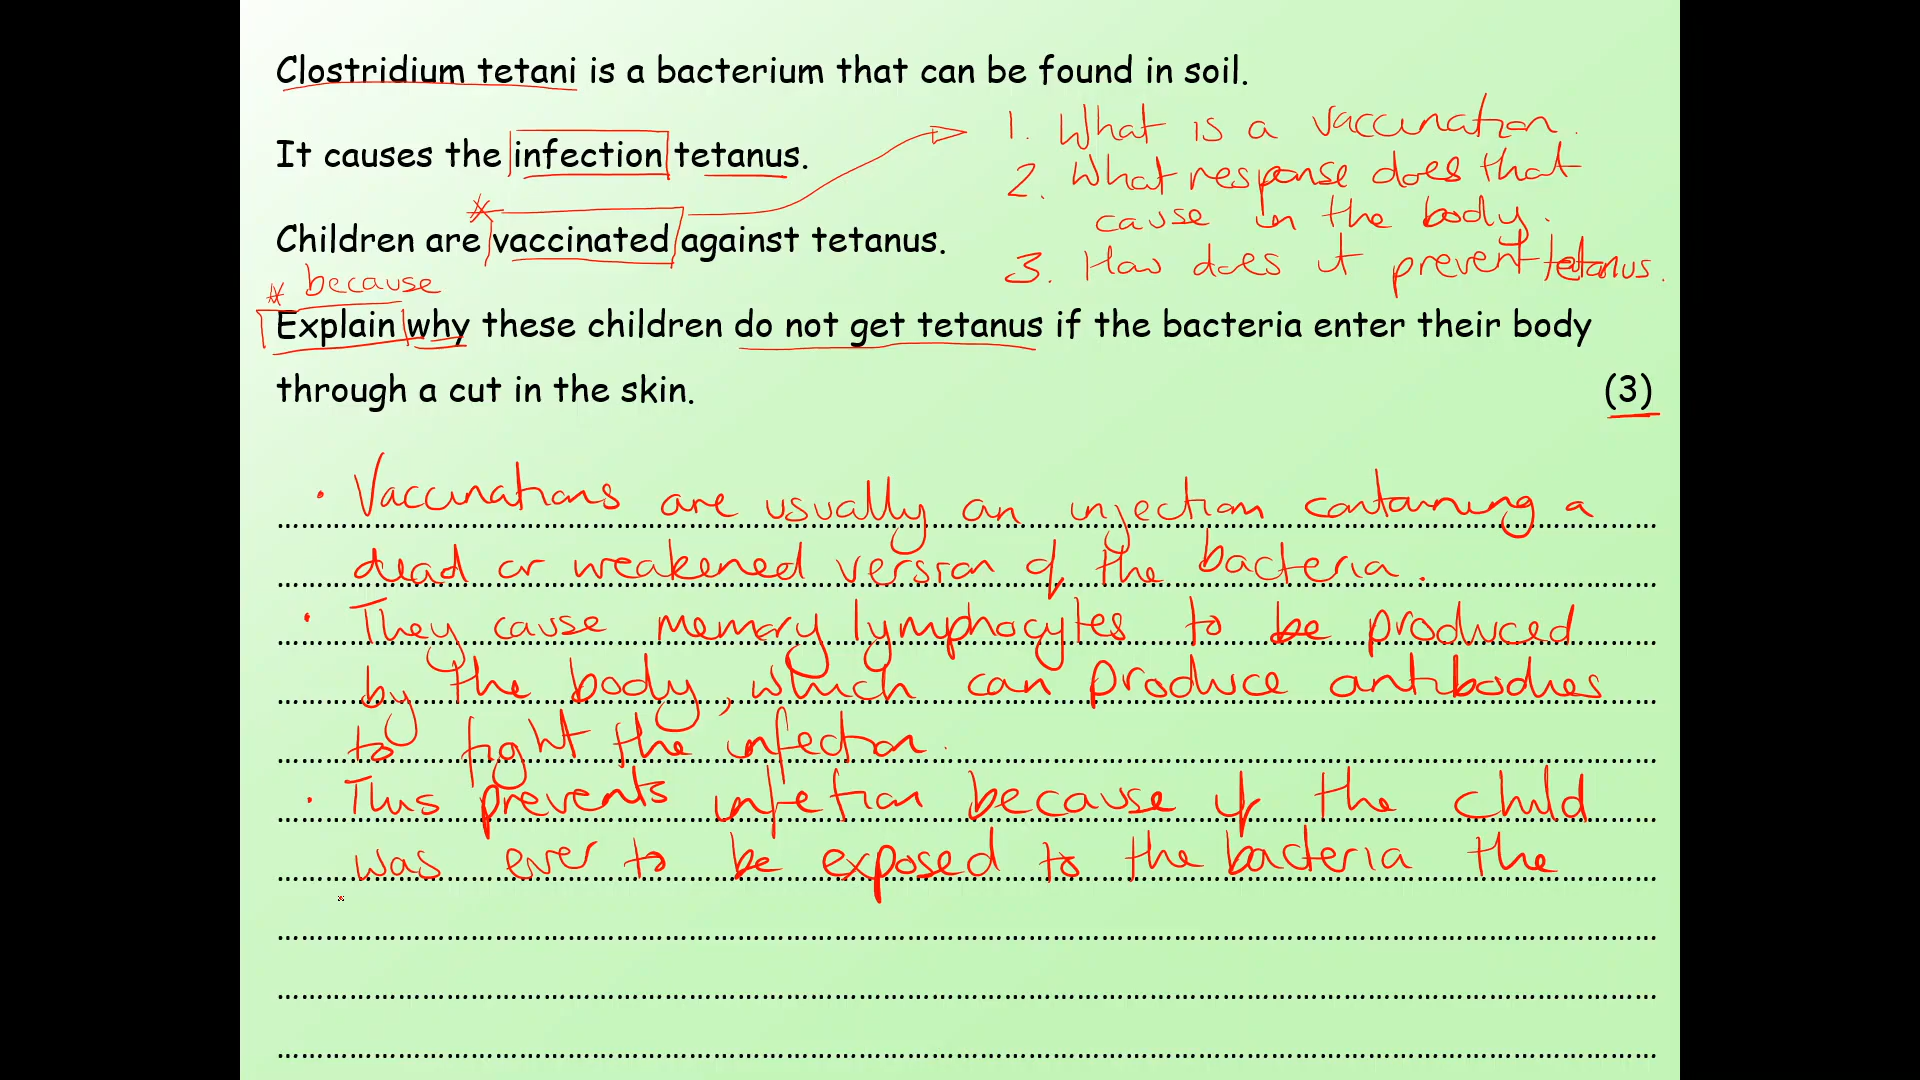 Clostridium tetani is a bacterium that can be found in soil.
1. What is a vaccination.
It causes the infection tetanus.
2. What response does that
cause in the body.
* 
Children are vaccinated against tetanus.
3. How does it prevent tetanus.
* because
Explain why these children do not get tetanus if the bacteria enter their body
through a cut in the skin. (3)
• Vaccinations are usually an injection containing a
dead or weakened version of the bacteria.
• They cause memory lymphocytes to be produced
by the body, which can produce antibodies
to fight the infection.
• This prevents infetion because if the child
was ever to be exposed to the bacteria the